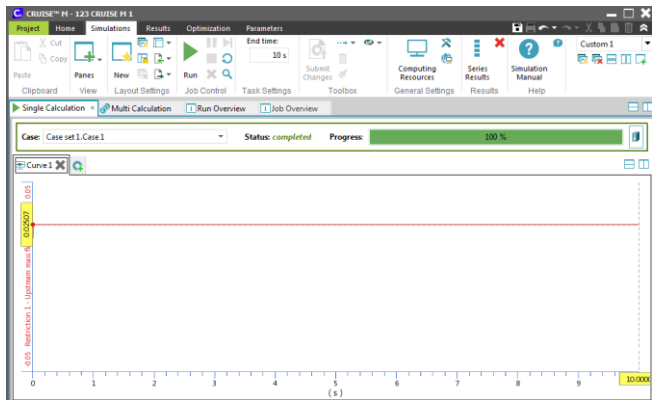 CRUISE™ M - 123 CRUISE M 1
Project Home Simulations Results Optimization Parameters
Cut
Copy
Paste
Clipboard
Panes
View
New
Layout Settings
Run
Job Control
End time:
10 s
Task Settings
Submit Changes
Toolbox
Computing Resources
General Settings
Series Results
Results
Simulation Manual
Help
Custom 1
Single Calculation
Multi Calculation
Run Overview
Job Overview
Case: Case set 1.Case 1 Status: completed Progress: 100 %
Curve 1
0.05
0.02507
Restriction 1 - Upstream mass fl
-0.05
0 1 2 3 4 5 6 7 8 9 10.000
( s )